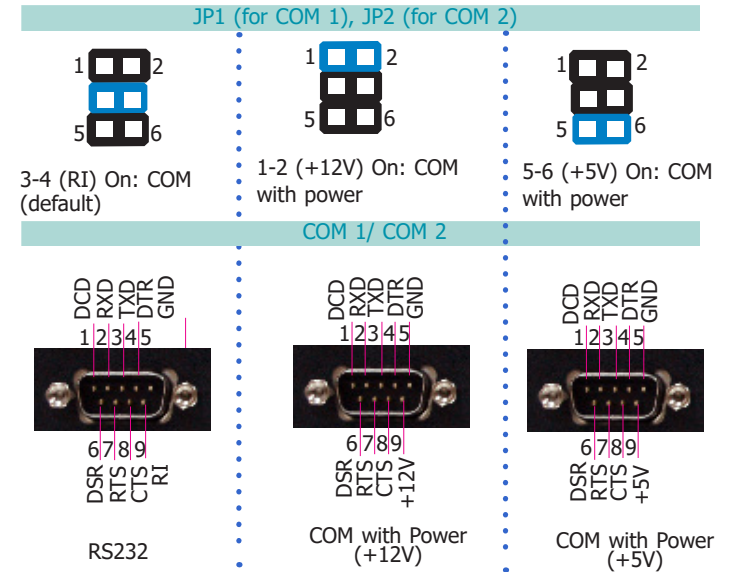 JP1 (for COM 1), JP2 (for COM 2)
1 2
5 6
3-4 (RI) On: COM
(default)
1 2
5 6
1-2 (+12V) On: COM
with power
1 2
5 6
5-6 (+5V) On: COM
with power
COM 1/ COM 2
DCD RXD TXD DTR GND
1 2 3 4 5
6 7 8 9
DSR RTS CTS RI
RS232
DCD RXD TXD DTR GND
1 2 3 4 5
6 7 8 9
DSR RTS CTS +12V
COM with Power
(+12V)
DCD RXD TXD DTR GND
1 2 3 4 5
6 7 8 9
DSR RTS CTS +5V
COM with Power
(+5V)